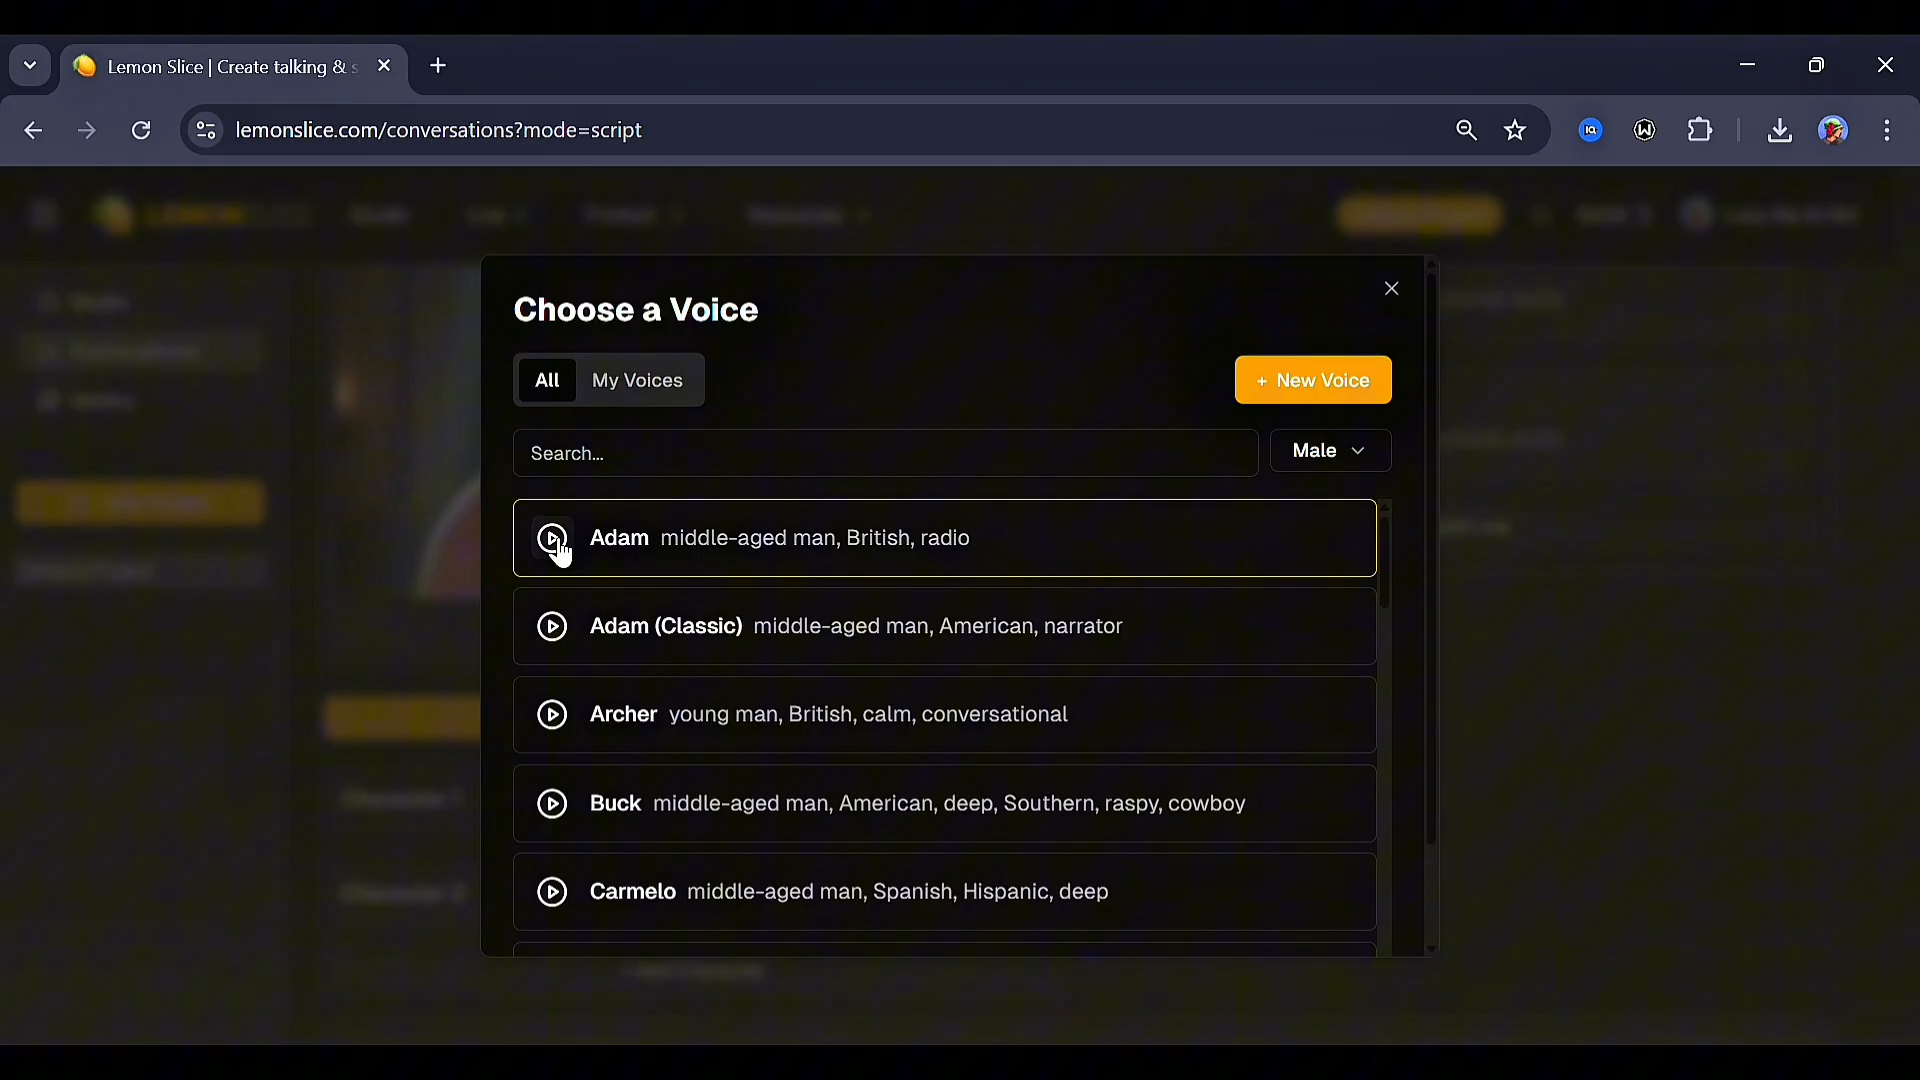 Lemon Slice | Create talking & s
lemonslice.com/conversations?mode=script
Choose a Voice
All My Voices
+ New Voice
Search...
Male
Adam middle-aged man, British, radio
Adam (Classic) middle-aged man, American, narrator
Archer young man, British, calm, conversational
Buck middle-aged man, American, deep, Southern, raspy, cowboy
Carmelo middle-aged man, Spanish, Hispanic, deep